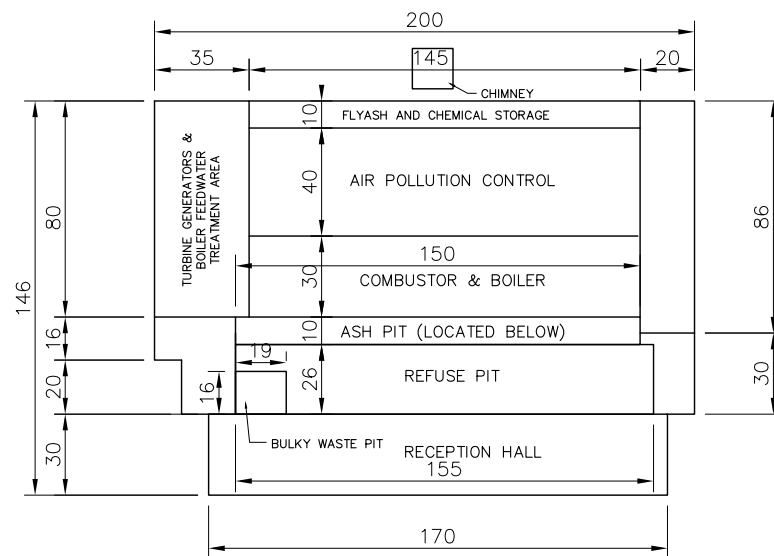 200
35
145
20
CHIMNEY
10
FLYASH AND CHEMICAL STORAGE
TURBINE GENERATORS &
BOILER FEEDWATER
TREATMENT AREA
40
AIR POLLUTION CONTROL
80
86
146
150
30
COMBUSTOR & BOILER
16
10
ASH PIT (LOCATED BELOW)
19
20
16
26
REFUSE PIT
30
BULKY WASTE PIT
30
RECEPTION HALL
155
170